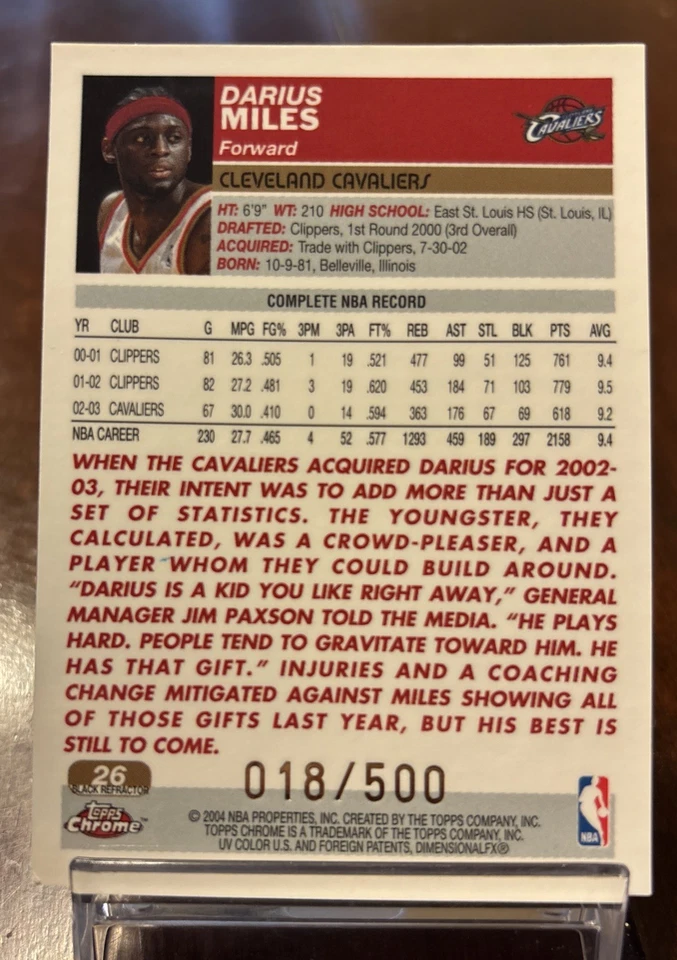 DARIUS
MILES
Forward
CAVALIERS
CLEVELAND CAVALIERS
HT: 6'9" WT: 210 HIGH SCHOOL: East St. Louis HS (St. Louis, IL)
DRAFTED: Clippers, 1st Round 2000 (3rd Overall)
ACQUIRED: Trade with Clippers, 7-30-02
BORN: 10-9-81, Belleville, Illinois
COMPLETE NBA RECORD
YR CLUB G MPG FG% 3PM 3PA FT% REB AST STL BLK PTS AVG
00-01 CLIPPERS 81 26.3 .505 1 19 .521 477 99 51 125 761 9.4
01-02 CLIPPERS 82 27.2 .481 3 19 .620 453 184 71 103 779 9.5
02-03 CAVALIERS 67 30.0 .410 0 14 .594 363 176 67 69 618 9.2
NBA CAREER 230 27.7 .465 4 52 .577 1293 459 189 297 2158 9.4
WHEN THE CAVALIERS ACQUIRED DARIUS FOR 2002-
03, THEIR INTENT WAS TO ADD MORE THAN JUST A
SET OF STATISTICS. THE YOUNGSTER, THEY
CALCULATED, WAS A CROWD-PLEASER, AND A
PLAYER WHOM THEY COULD BUILD AROUND.
"DARIUS IS A KID YOU LIKE RIGHT AWAY," GENERAL
MANAGER JIM PAXSON TOLD THE MEDIA. "HE PLAYS
HARD. PEOPLE TEND TO GRAVITATE TOWARD HIM. HE
HAS THAT GIFT." INJURIES AND A COACHING
CHANGE MITIGATED AGAINST MILES SHOWING ALL
OF THOSE GIFTS LAST YEAR, BUT HIS BEST IS
STILL TO COME.
26
BLACK REFRACTOR
018/500
Topps
Chrome™
© 2004 NBA PROPERTIES, INC. CREATED BY THE TOPPS COMPANY, INC.
TOPPS CHROME IS A TRADEMARK OF THE TOPPS COMPANY, INC.
UV COLOR U.S. AND FOREIGN PATENTS, DIMENSIONALFX®
NBA